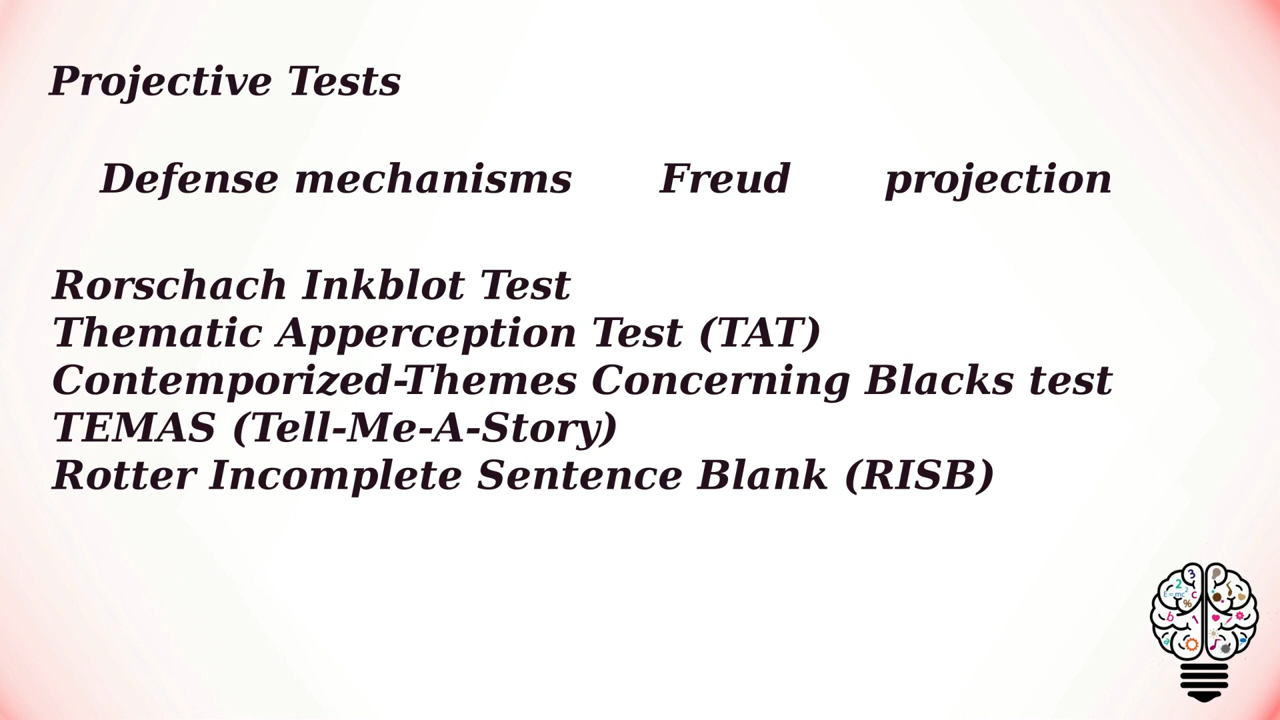 Projective Tests
Defense mechanisms Freud projection
Rorschach Inkblot Test
Thematic Apperception Test (TAT)
Contemporized-Themes Concerning Blacks test
TEMAS (Tell-Me-A-Story)
Rotter Incomplete Sentence Blank (RISB)